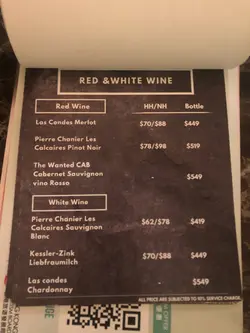 RED & WHITE WINE
Red Wine HH/NH Bottle
Las Condes Merlot $70/$88 $449
Pierre Chanier Les
Calcaires Pinot Noir $78/$98 $519
The Wanted CAB
Cabernet Sauvignon
vino Rosso - $549
White Wine
Pierre Chanier Les
Calcaires Sauvignon
Blanc $62/$78 $419
Kessler-Zink
Liebfraumilch $70/$88 $449
Las condes
Chardonnay - $549
ALL PRICE ARE SUBJECTED TO 10% SERVICE CHARGE.